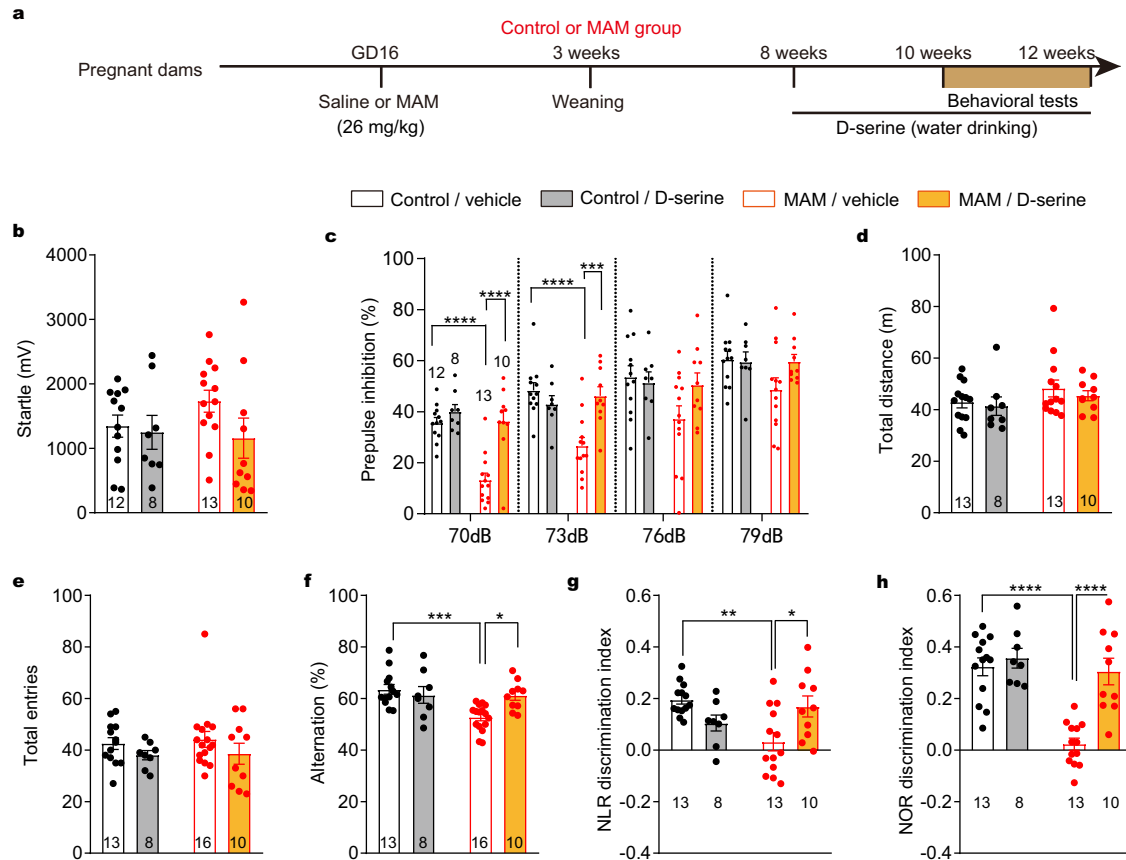 a
Control or MAM group
GD16 3 weeks 8 weeks 10 weeks 12 weeks
Pregnant dams
Saline or MAM Weaning Behavioral tests
(26 mg/kg) D-serine (water drinking)
Control / vehicle Control / D-serine MAM / vehicle MAM / D-serine
b
Startle (mV)
4000
3000
2000
1000
0
12 8 13 10
c
Prepulse inhibition (%)
100
80
60
40
20
0
**** **** **** ***
12 8 13 10
70dB 73dB 76dB 79dB
d
Total distance (m)
100
80
60
40
20
0
13 8 13 10
e
Total entries
100
80
60
40
20
0
13 8 16 10
f
Alternation (%)
100
80
60
40
20
0
*** *
13 8 16 10
g
NLR discrimination index
0.6
0.4
0.2
0.0
-0.2
-0.4
** *
13 8 13 10
h
NOR discrimination index
0.6
0.4
0.2
0.0
-0.2
-0.4
**** ****
13 8 13 10